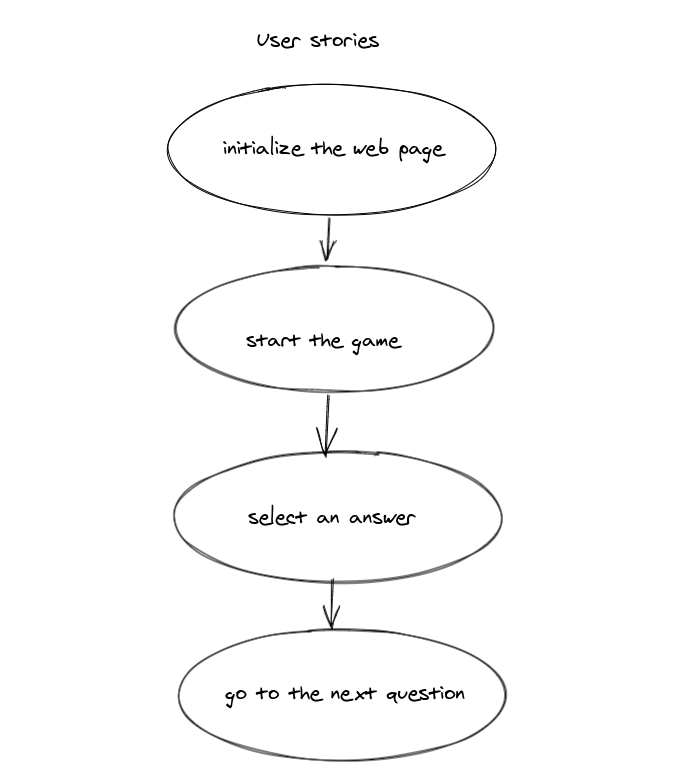 User stories
initialize the web page
start the game
select an answer
go to the next question